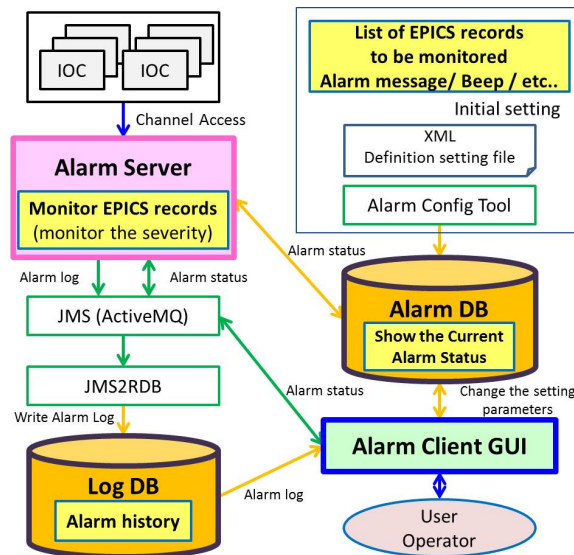 IOC
IOC
Channel Access
List of EPICS records
to be monitored
Alarm message/ Beep / etc..
Initial setting
XML
Definition setting file
Alarm Config Tool
Alarm Server
Monitor EPICS records
(monitor the severity)
Alarm status
Alarm log
Alarm status
JMS (ActiveMQ)
Alarm DB
Show the Current
Alarm Status
JMS2RDB
Alarm status
Change the setting
parameters
Write Alarm Log
Alarm Client GUI
Log DB
Alarm history
Alarm log
User
Operator